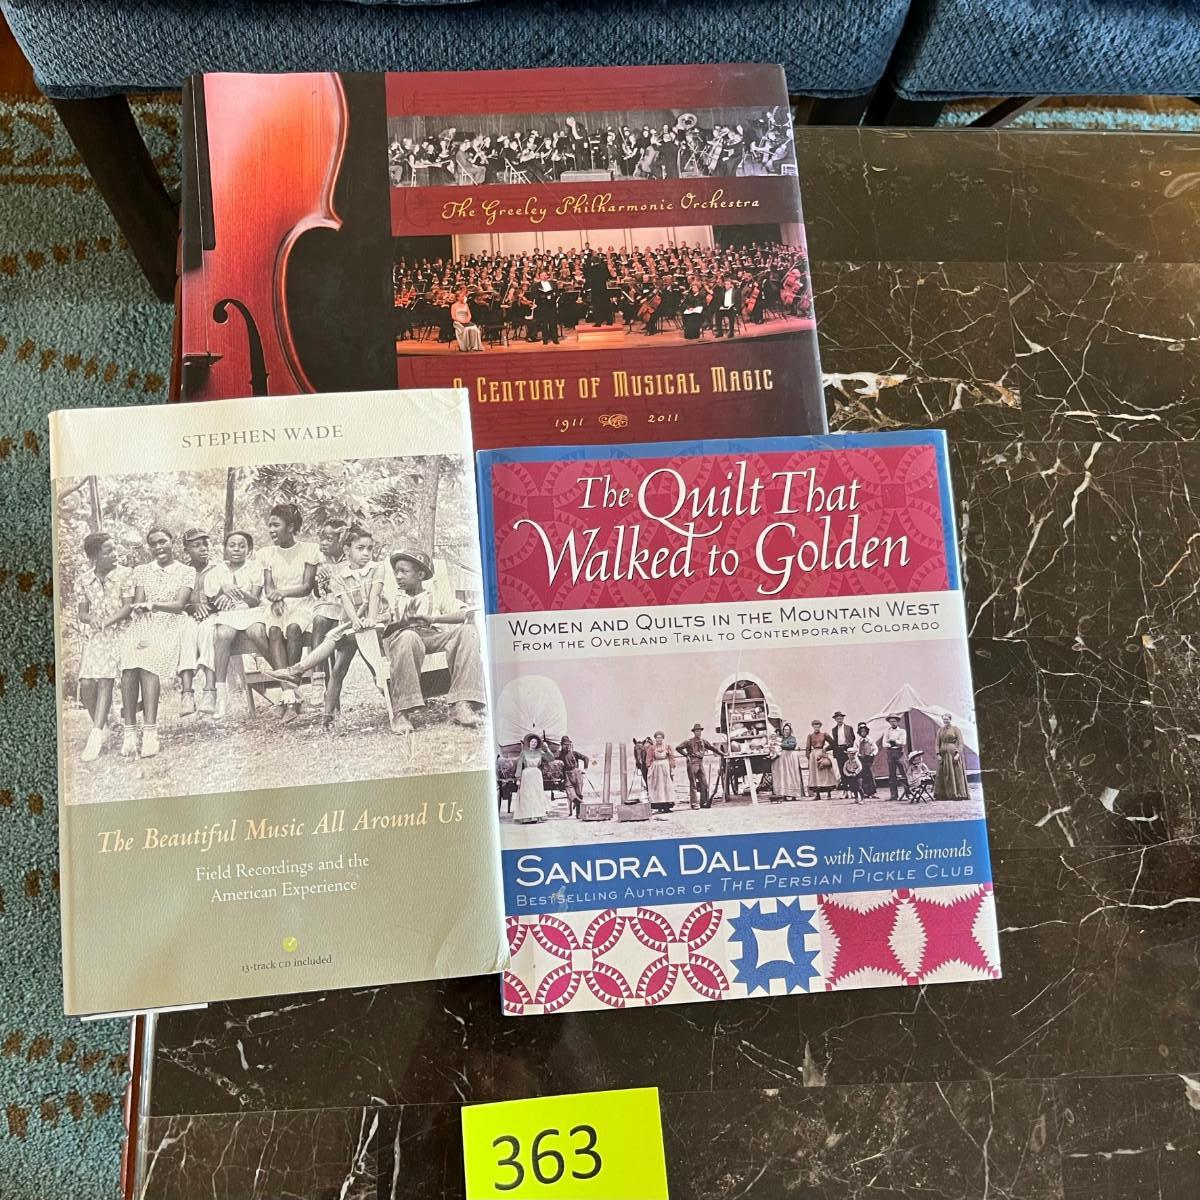 The Greeley Philharmonic Orchestra
A Century of Musical Magic
1911 2011
STEPHEN WADE
The Beautiful Music All Around Us
Field Recordings and the
American Experience
13-track CD included
The Quilt That
Walked to Golden
Women and Quilts in the Mountain West
From the Overland Trail to Contemporary Colorado
Sandra Dallas with Nanette Simonds
Bestselling Author of The Persian Pickle Club
363